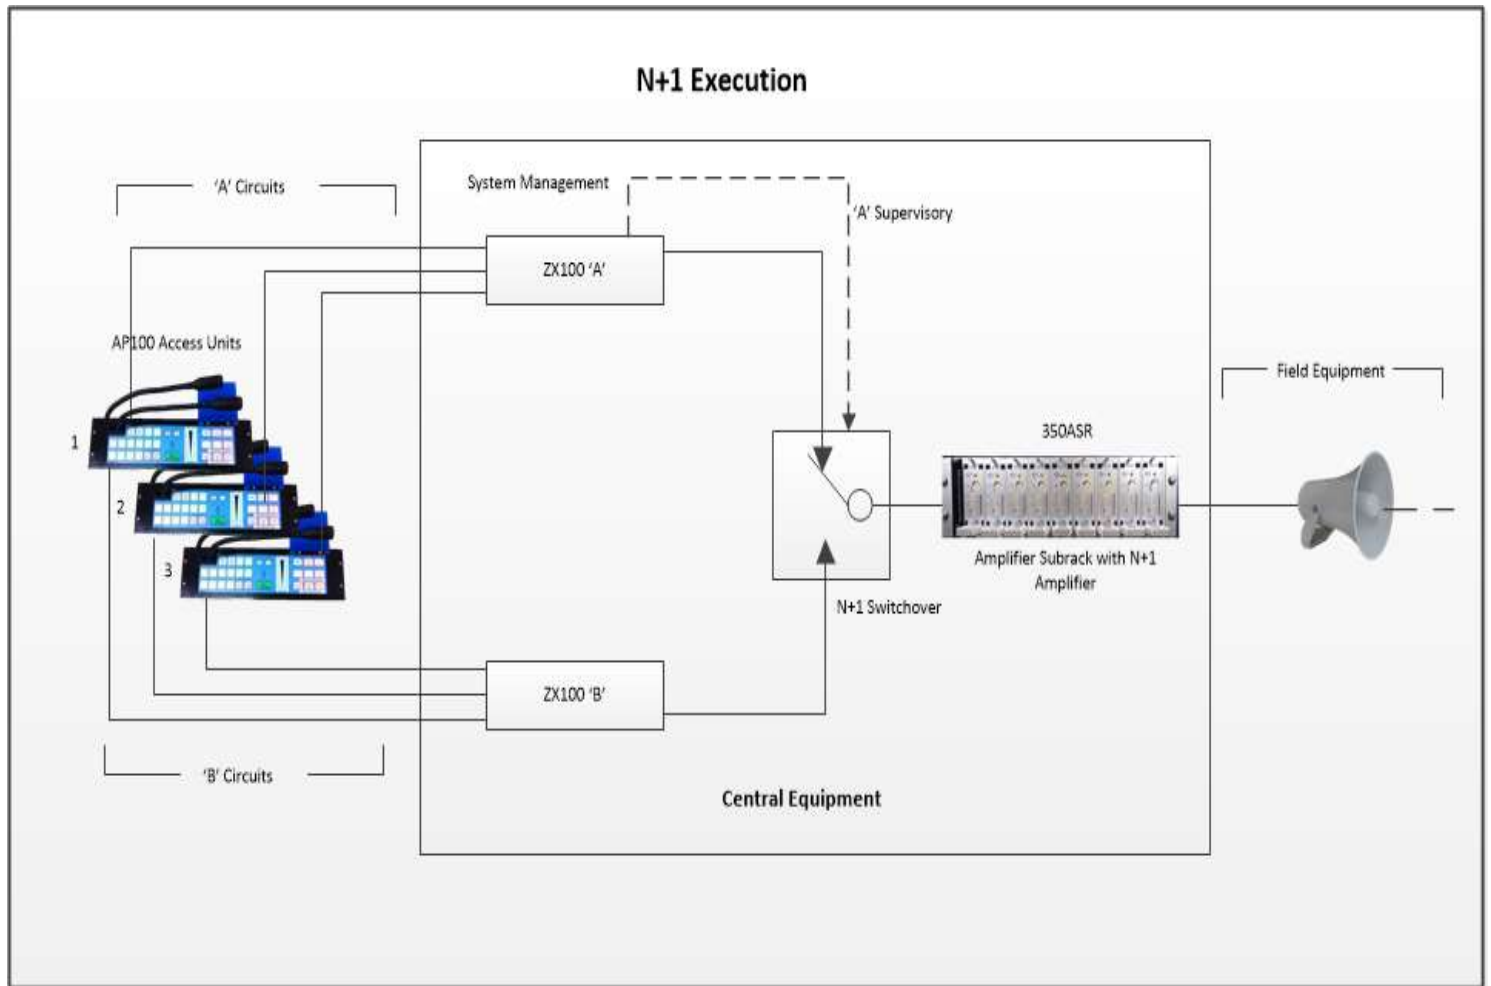 N+1 Execution
'A' Circuits
System Management
'A' Supervisory
ZX100 'A'
AP100 Access Units
Field Equipment
1
350ASR
2
3
Amplifier Subrack with N+1
Amplifier
N+1 Switchover
ZX100 'B'
'B' Circuits
Central Equipment